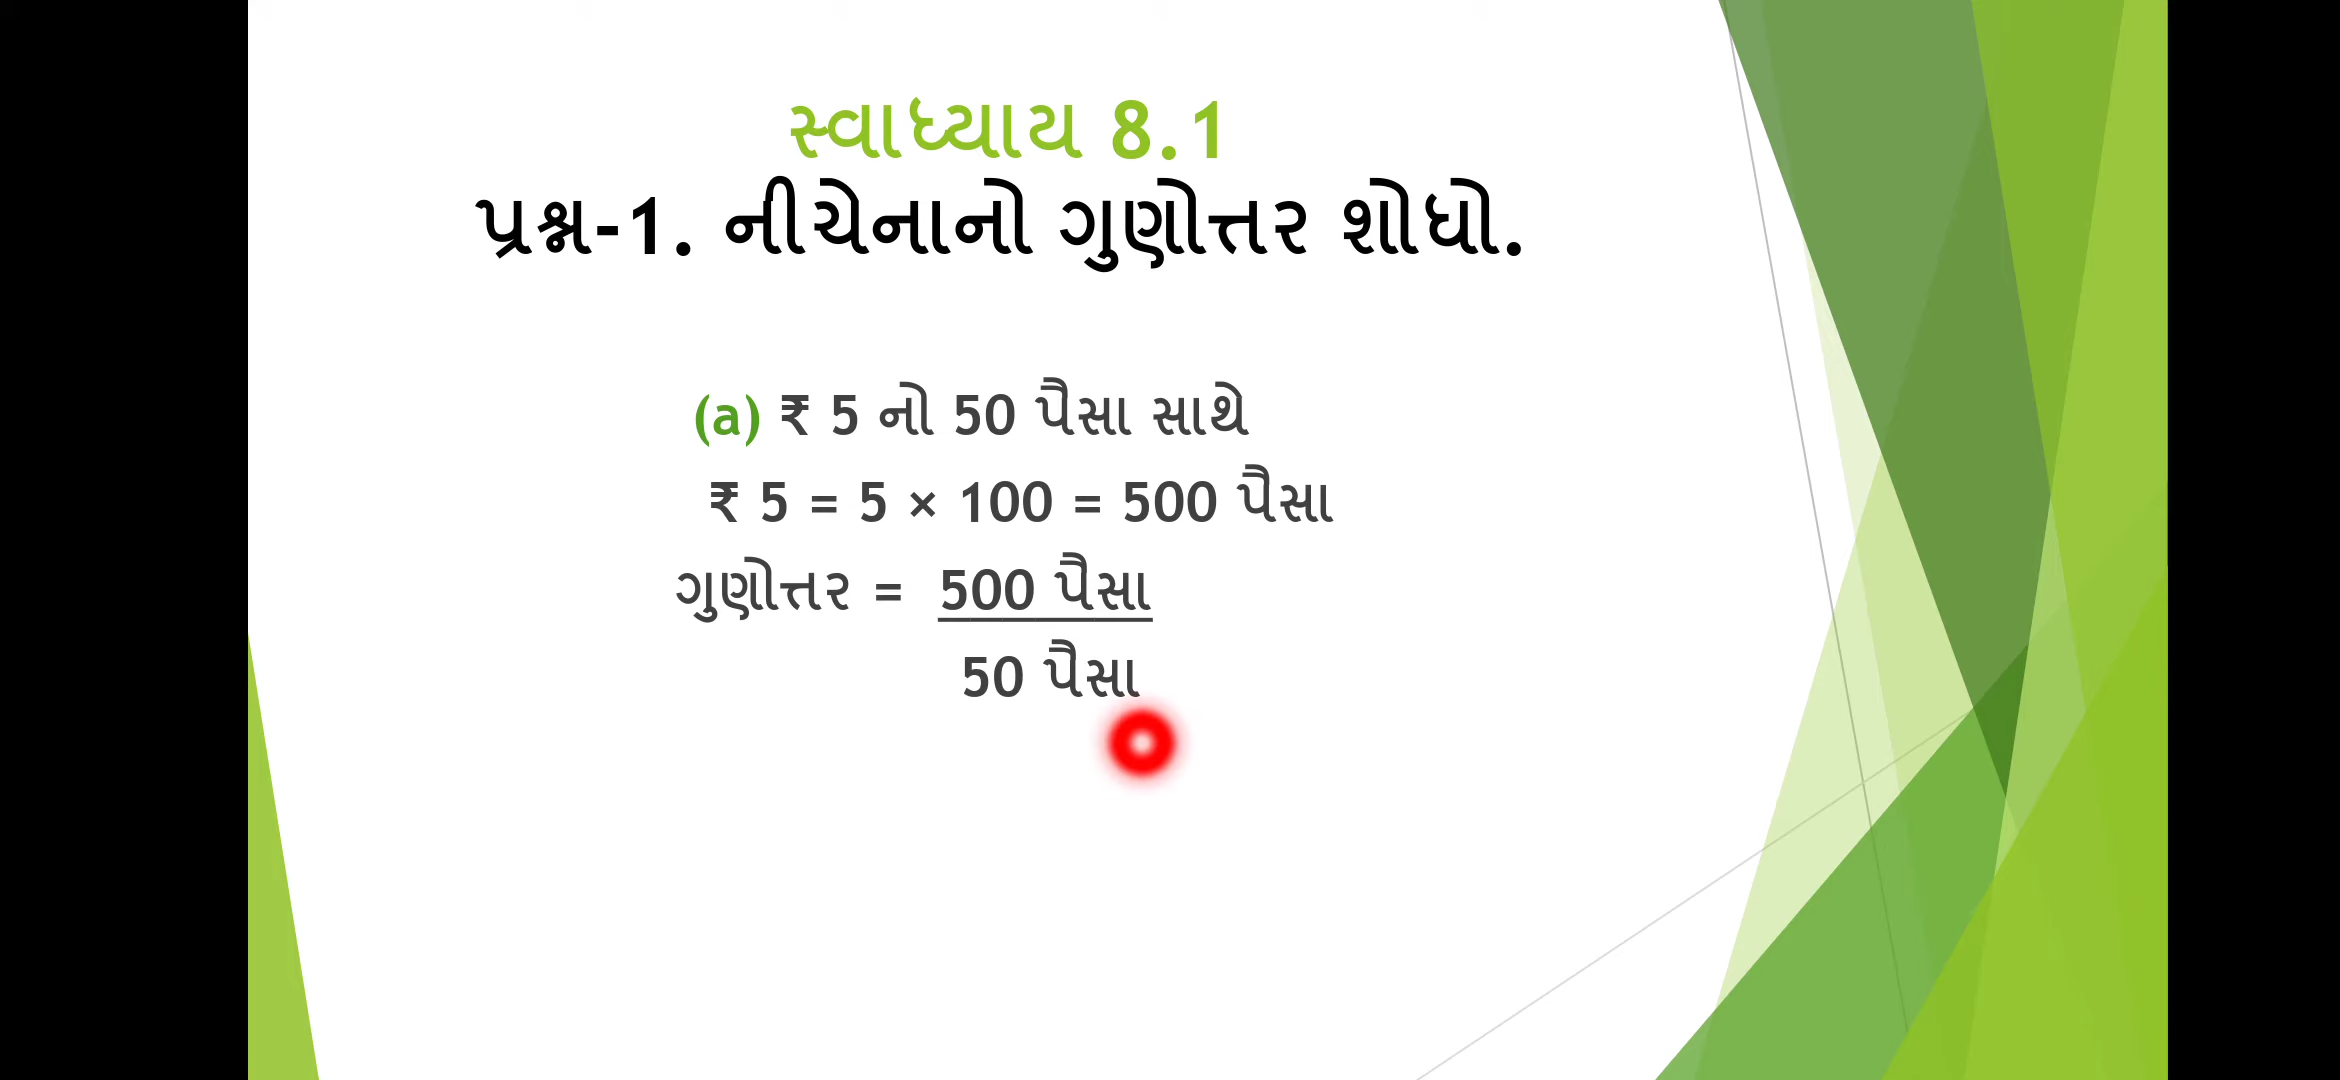 સ્વાધ્યાય 8.1
પ્રશ્ન-1. નીચેનાનો ગુણોત્તર શોધો.
(a) ₹ 5 નો 50 પૈસા સાથે
₹ 5 = 5 × 100 = 500 પૈસા
ગુણોત્તર = 500 પૈસા
50 પૈસા